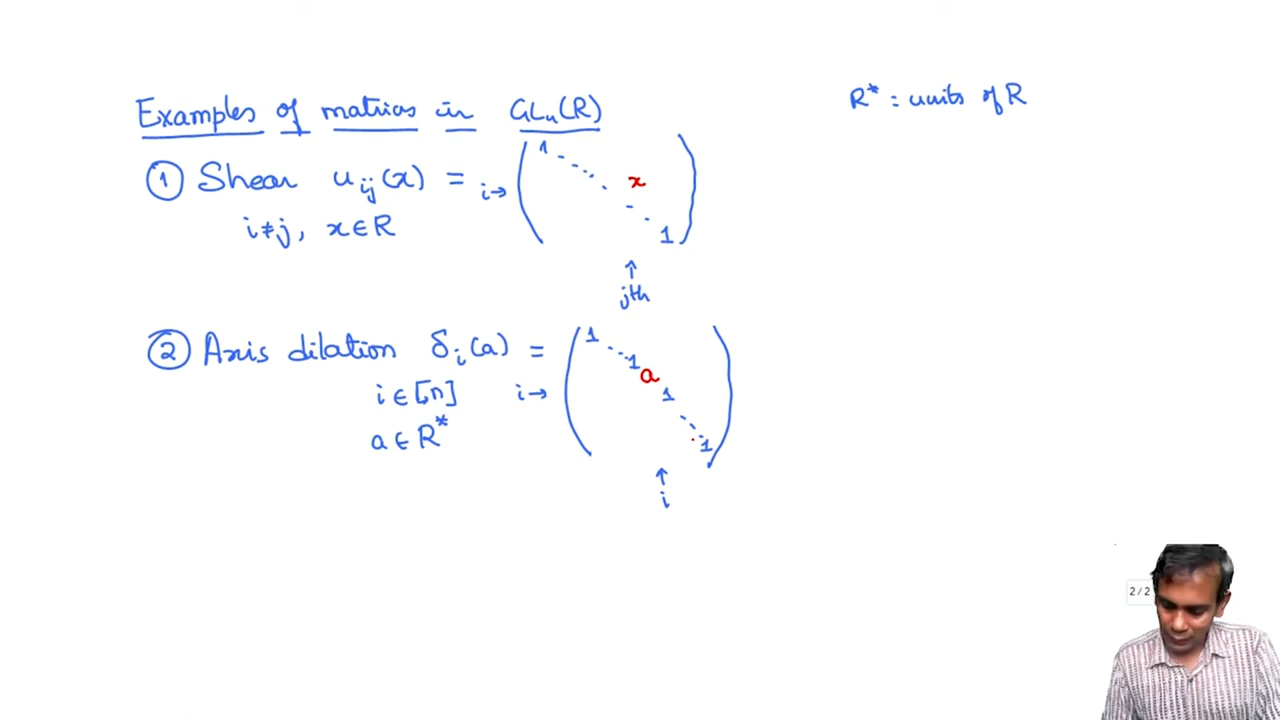 Examples of matrices in GLₙ(R)
R* : units of R
① Shear uᵢⱼ(x) = i→ ( 1 ⋱ x ⋱ 1 )
i≠j, x∈R
↑
jth
② Axis dilation δᵢ(a) = ( 1 ⋱ 1 a 1 ⋱ 1 )
i∈[n] i→
a∈R*
↑
i
2/2